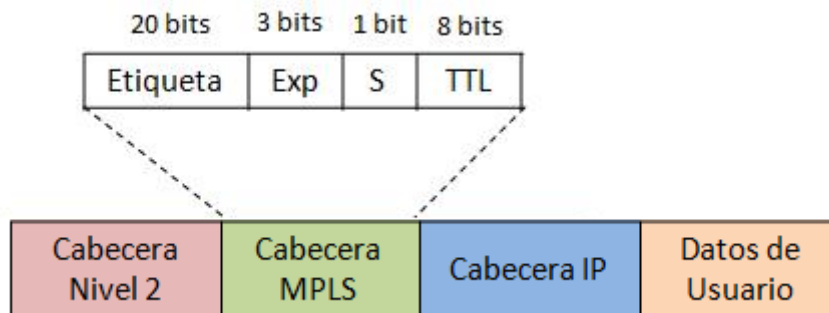 20 bits 3 bits 1 bit 8 bits
Etiqueta Exp S TTL
Cabecera Nivel 2
Cabecera MPLS
Cabecera IP
Datos de Usuario